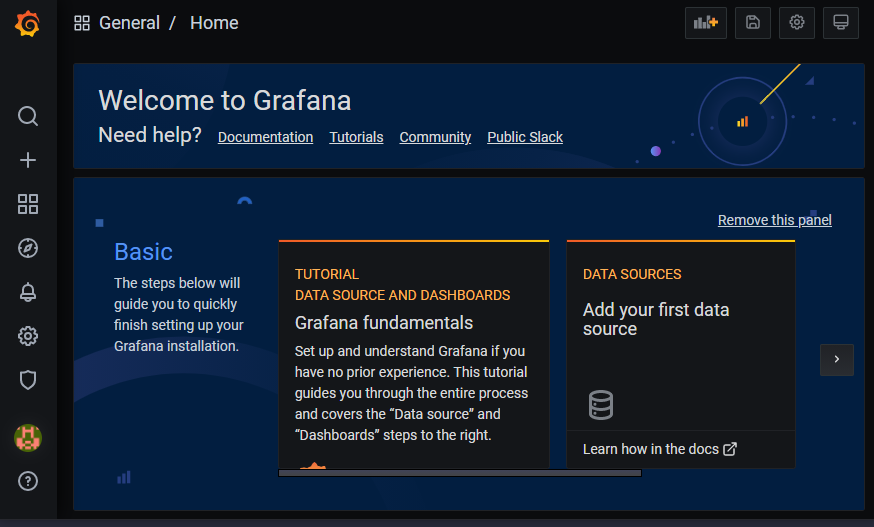 General / Home
Welcome to Grafana
Need help? Documentation Tutorials Community Public Slack
Remove this panel
Basic
The steps below will
guide you to quickly
finish setting up your
Grafana installation.
TUTORIAL
DATA SOURCE AND DASHBOARDS
Grafana fundamentals
Set up and understand Grafana if you
have no prior experience. This tutorial
guides you through the entire process
and covers the “Data source” and
“Dashboards” steps to the right.
DATA SOURCES
Add your first data
source
Learn how in the docs